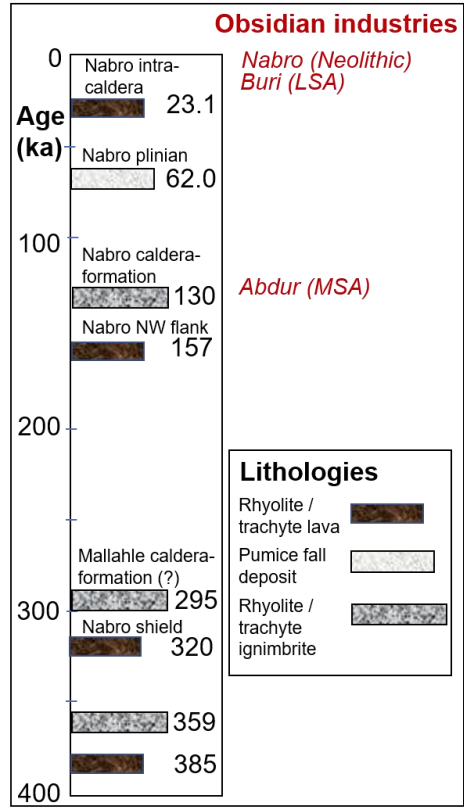 Obsidian industries
0
Nabro (Neolithic)
Buri (LSA)
Nabro intra-
caldera
23.1
Age
(ka)
Nabro plinian
62.0
100
Nabro caldera-
formation
130
Abdur (MSA)
Nabro NW flank
157
200
Lithologies
Rhyolite /
trachyte lava
Pumice fall
deposit
Rhyolite /
trachyte
ignimbrite
Mallahle caldera-
formation (?)
295
300
Nabro shield
320
359
385
400